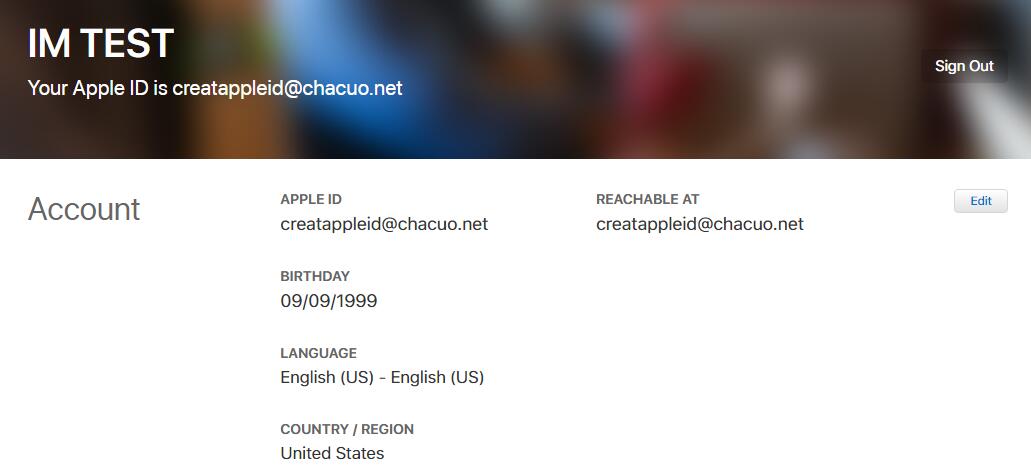 IM TEST
Your Apple ID is creatappleid@chacuo.net
Sign Out
Account
APPLE ID
creatappleid@chacuo.net
REACHABLE AT
creatappleid@chacuo.net
Edit
BIRTHDAY
09/09/1999
LANGUAGE
English (US) - English (US)
COUNTRY / REGION
United States